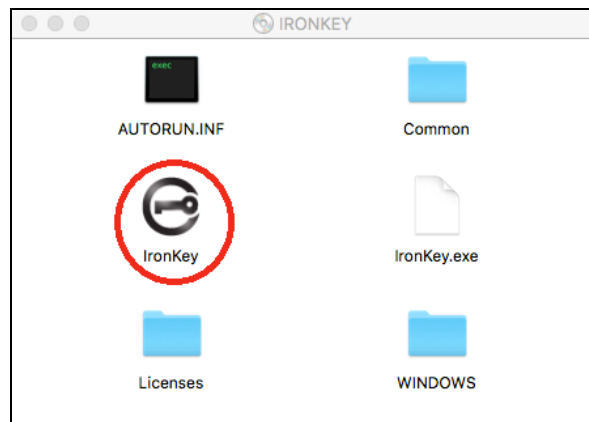 IRONKEY
exec
AUTORUN.INF
Common
IronKey
IronKey.exe
Licenses
WINDOWS